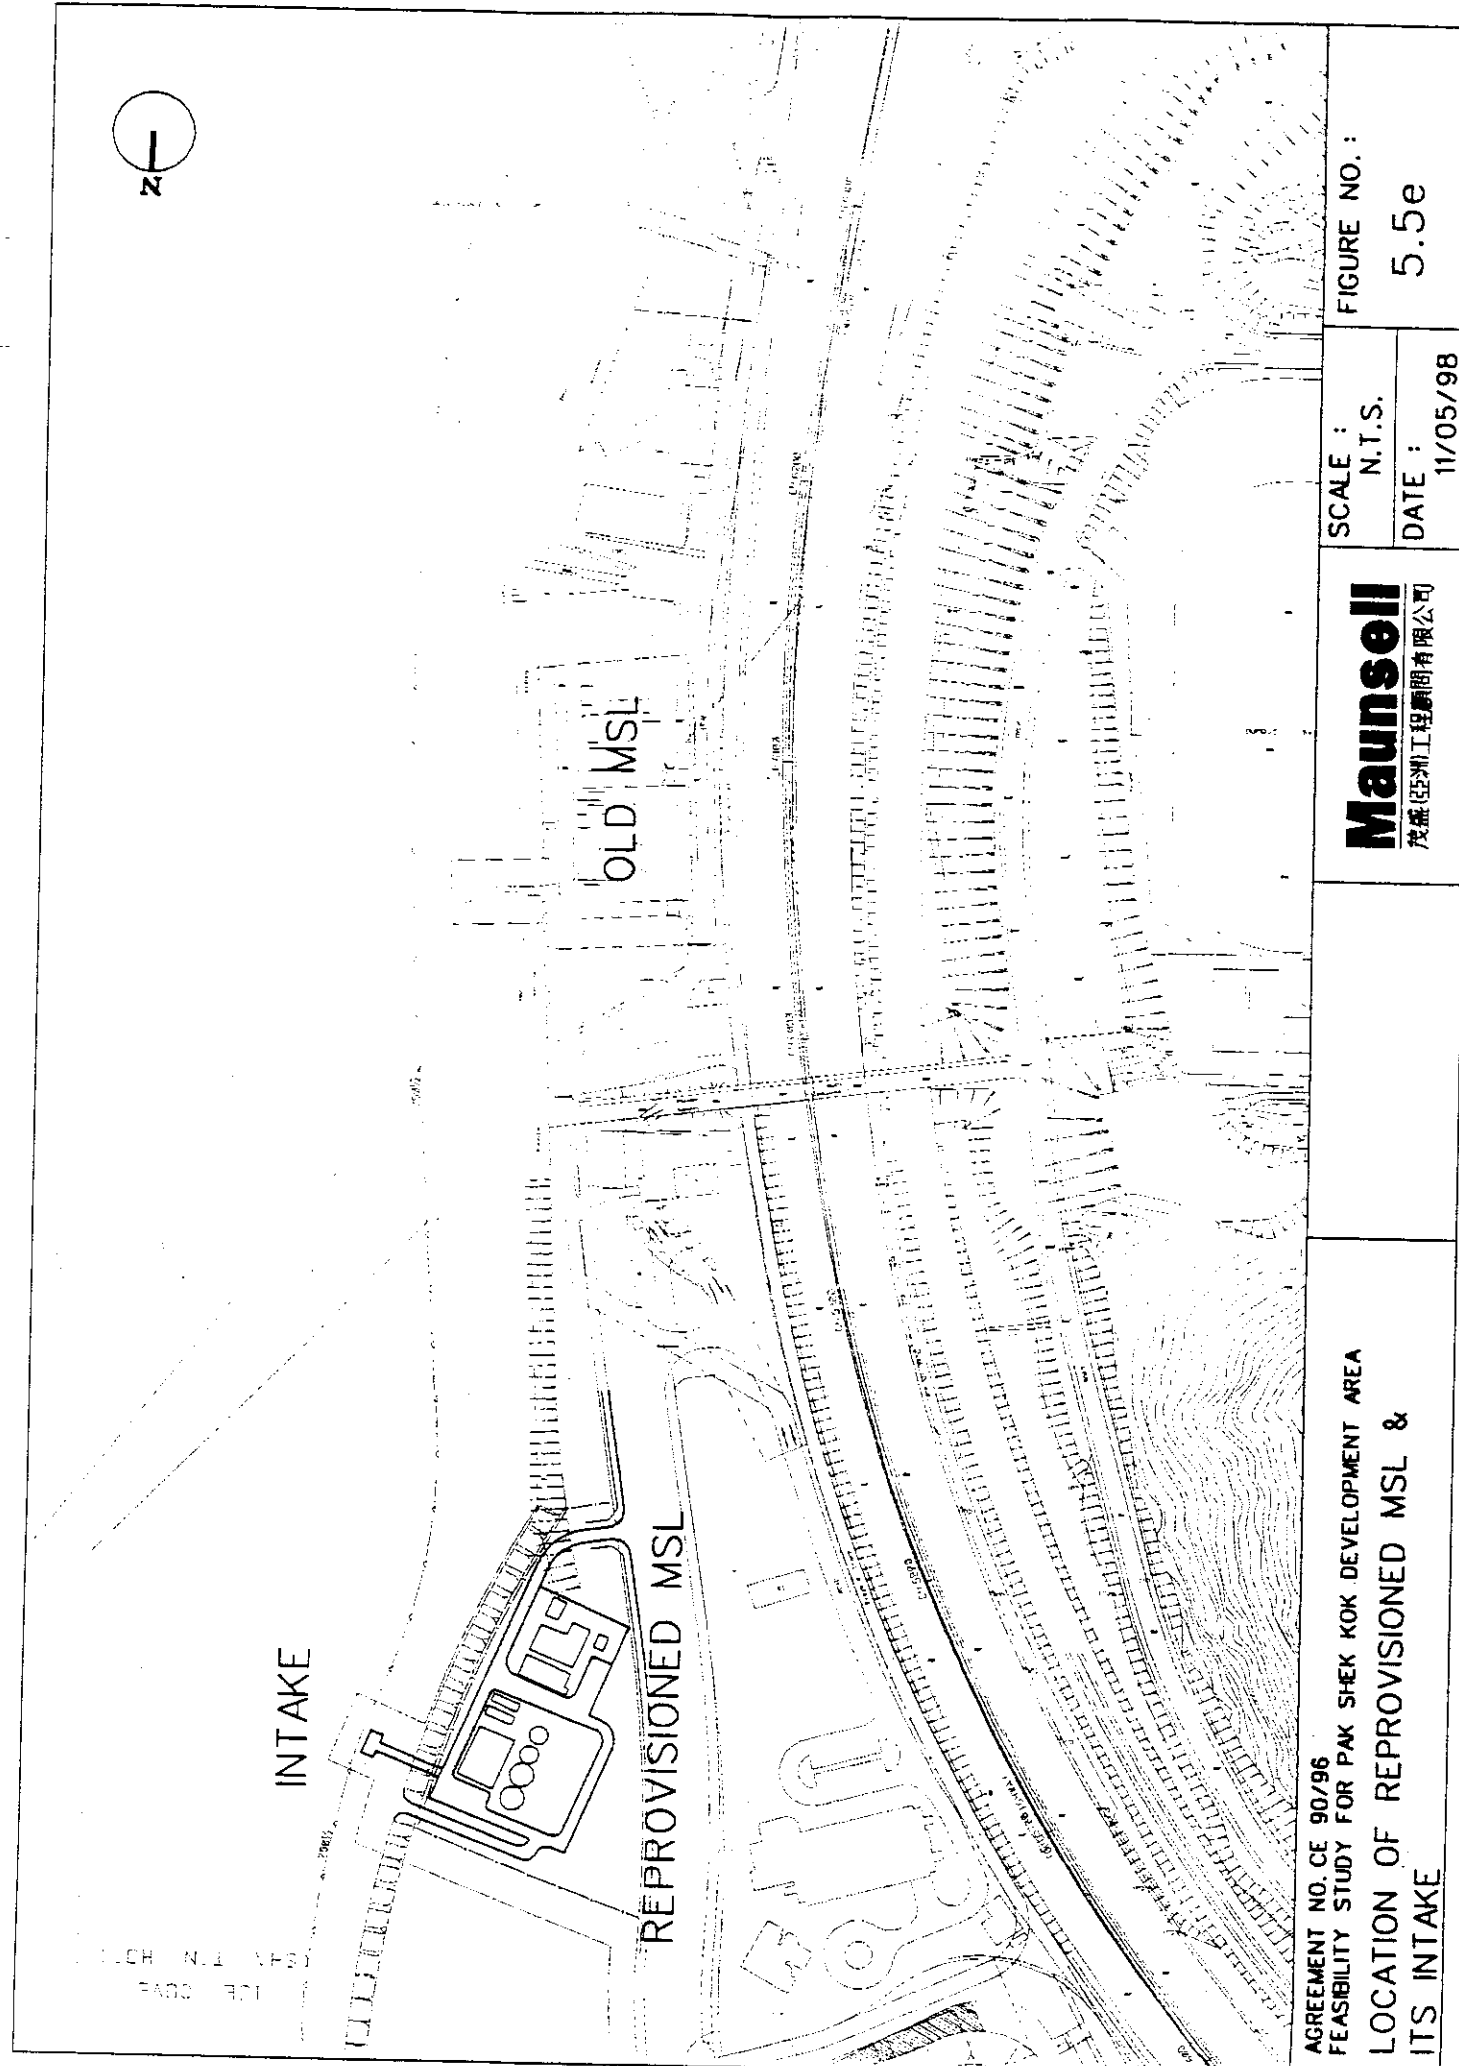 N
INTAKE
REPROVISIONED MSL
OLD MSL
AGREEMENT NO. CE 90/96
FEASIBILITY STUDY FOR PAK SHEK KOK DEVELOPMENT AREA
LOCATION OF REPROVISIONED MSL &
ITS INTAKE
Maunsell
茂盛(亞洲)工程顧問有限公司
SCALE :
N.T.S.
DATE :
11/05/98
FIGURE NO. :
5.5e